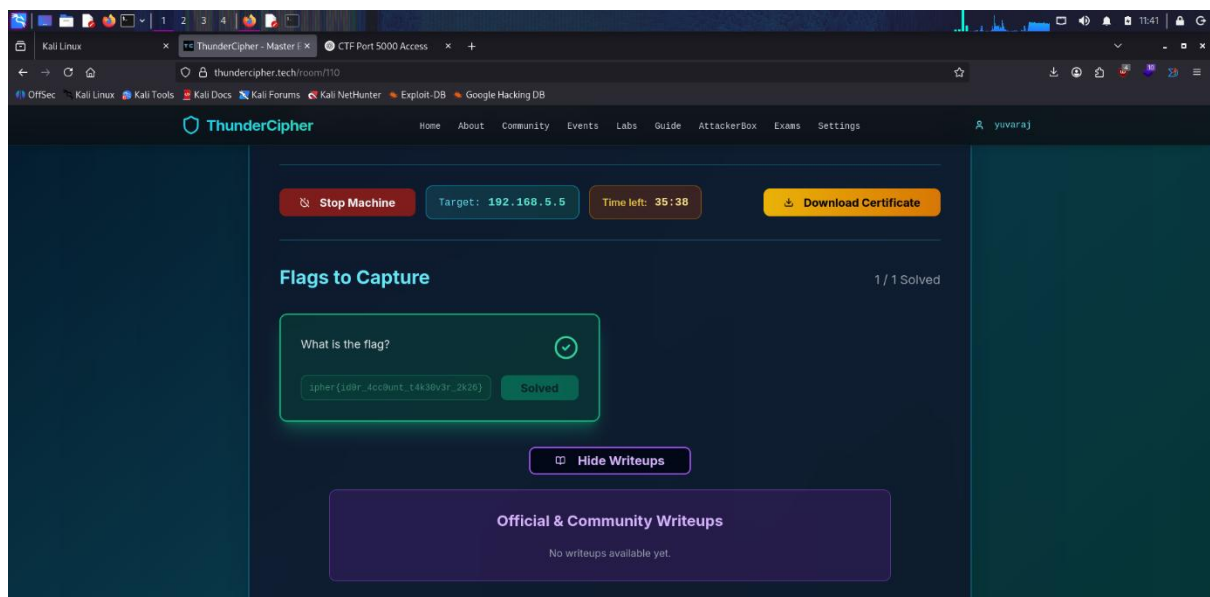 1 2 3 4
11:41
Kali Linux
ThunderCipher - Master E
CTF Port 5000 Access
thundercipher.tech/room/110
OffSec
Kali Linux
Kali Tools
Kali Docs
Kali Forums
Kali NetHunter
Exploit-DB
Google Hacking DB
ThunderCipher
Home
About
Community
Events
Labs
Guide
AttackerBox
Exams
Settings
yuvaraj
Stop Machine
Target: 192.168.5.5
Time left: 35:38
Download Certificate
Flags to Capture
1 / 1 Solved
What is the flag?
ipher{id0r_4cc0unt_t4k30v3r_2k26}
Solved
Hide Writeups
Official & Community Writeups
No writeups available yet.